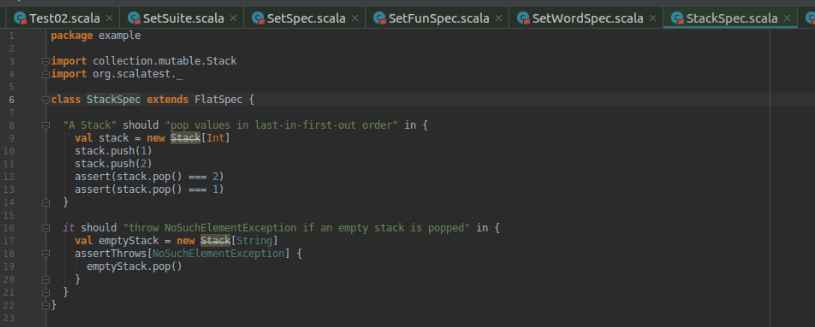 Test02.scala SetSuite.scala SetSpec.scala SetFunSpec.scala SetWordSpec.scala StackSpec.scala
1 package example
2
3 import collection.mutable.Stack
4 import org.scalatest._
5
6 class StackSpec extends FlatSpec {
7
8 "A Stack" should "pop values in last-in-first-out order" in {
9 val stack = new Stack[Int]
10 stack.push(1)
11 stack.push(2)
12 assert(stack.pop() === 2)
13 assert(stack.pop() === 1)
14 }
15
16 it should "throw NoSuchElementException if an empty stack is popped" in {
17 val emptyStack = new Stack[String]
18 assertThrows[NoSuchElementException] {
19 emptyStack.pop()
20 }
21 }
22 }
23